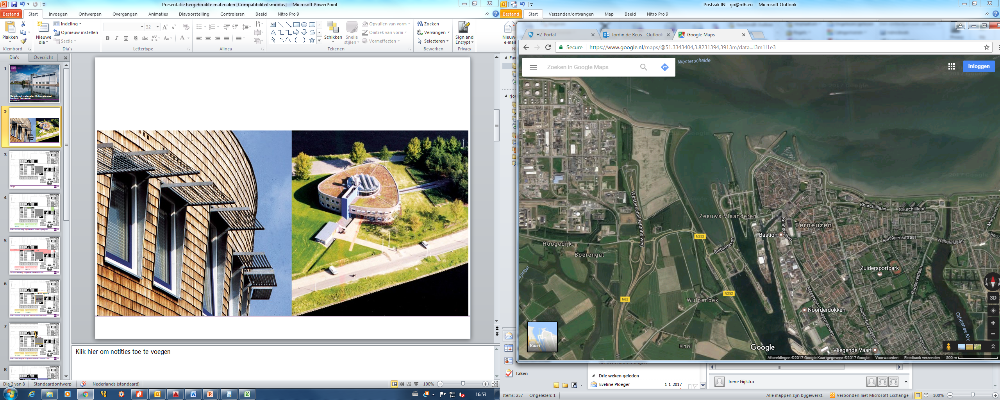 Presentatie hergebruikte materialen [Compatibiliteitsmodus] - Microsoft PowerPoint
Bestand
Start
Invoegen
Ontwerpen
Overgangen
Animaties
Diavoorstelling
Controleren
Beeld
Nitro Pro 9
Plakken
Klembord
Nieuwe dia
Indeling
Opnieuw instellen
Sectie
Dia's
32
Lettertype
Alinea
Schikken
Snelle stijlen
Opvullen van vorm
Omtrek van vorm
Vormeffecten
Tekenen
Zoeken
Vervangen
Selecteren
Bewerken
Sign and Encrypt
Privacy
Dia's
Overzicht
1
Hergebruik materialen Rijkswaterstaat
kantoor Terneuzen
2
3
4
5
6
7
8
Klik hier om notities toe te voegen
Dia 2 van 8
'Standaardontwerp'
Nederlands (standaard)
100%
16:53
Postvak IN - rjo@rdh.eu - Microsoft Outlook
Bestand
Start
Verzenden/ontvangen
Map
Beeld
Nitro Pro 9
Nieuwe
e-mail
Fav
rjo@
HZ Portal
Jordin de Reus - Outlook
Google Maps
Secure
https://www.google.nl/maps/@51.3343404,3.8231394,3913m/data=!3m1!1e3
Zoeken in Google Maps
Inloggen
Westerschelde
Westerscheldetunnelweg
Zeeuws-Vlaanderen
Terneuzen
Churchilllaan
Churchilllaan
Kennedylaan
Bastion
N252
Serlippensstraat
Vrijheidslaan
Hoogedijk
Boerengat
Buitenhaven
Zuidersportpark
Rooseveltlaan
N252
N62
Wulpenbek
Noorderdokken
Meester F.J. Haarmanweg
Guido Gezellestraat
Otheense Kre
Knol
Vliegende Vaart
3D
Kaart
Google
Afbeeldingen ©2017 Google,Kaartgegevens ©2017 Google
Voorwaarden
Feedback verzenden
500 m
Taken
Drie weken geleden
Eveline Ploeger
1-1-2017
Irene Gijlstra
Items: 257
Ongelezen: 1
Alle mappen zijn bijgewerkt.
Verbonden met Microsoft Exchange
100%